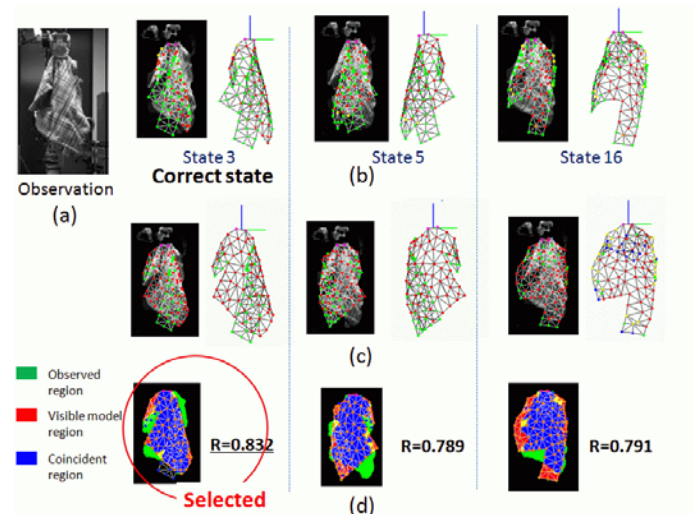 Observation
(a)
State 3
Correct state
State 5
State 16
(b)
(c)
Observed
region
Visible model
region
Coincident
region
R=0.832
Selected
R=0.789
R=0.791
(d)